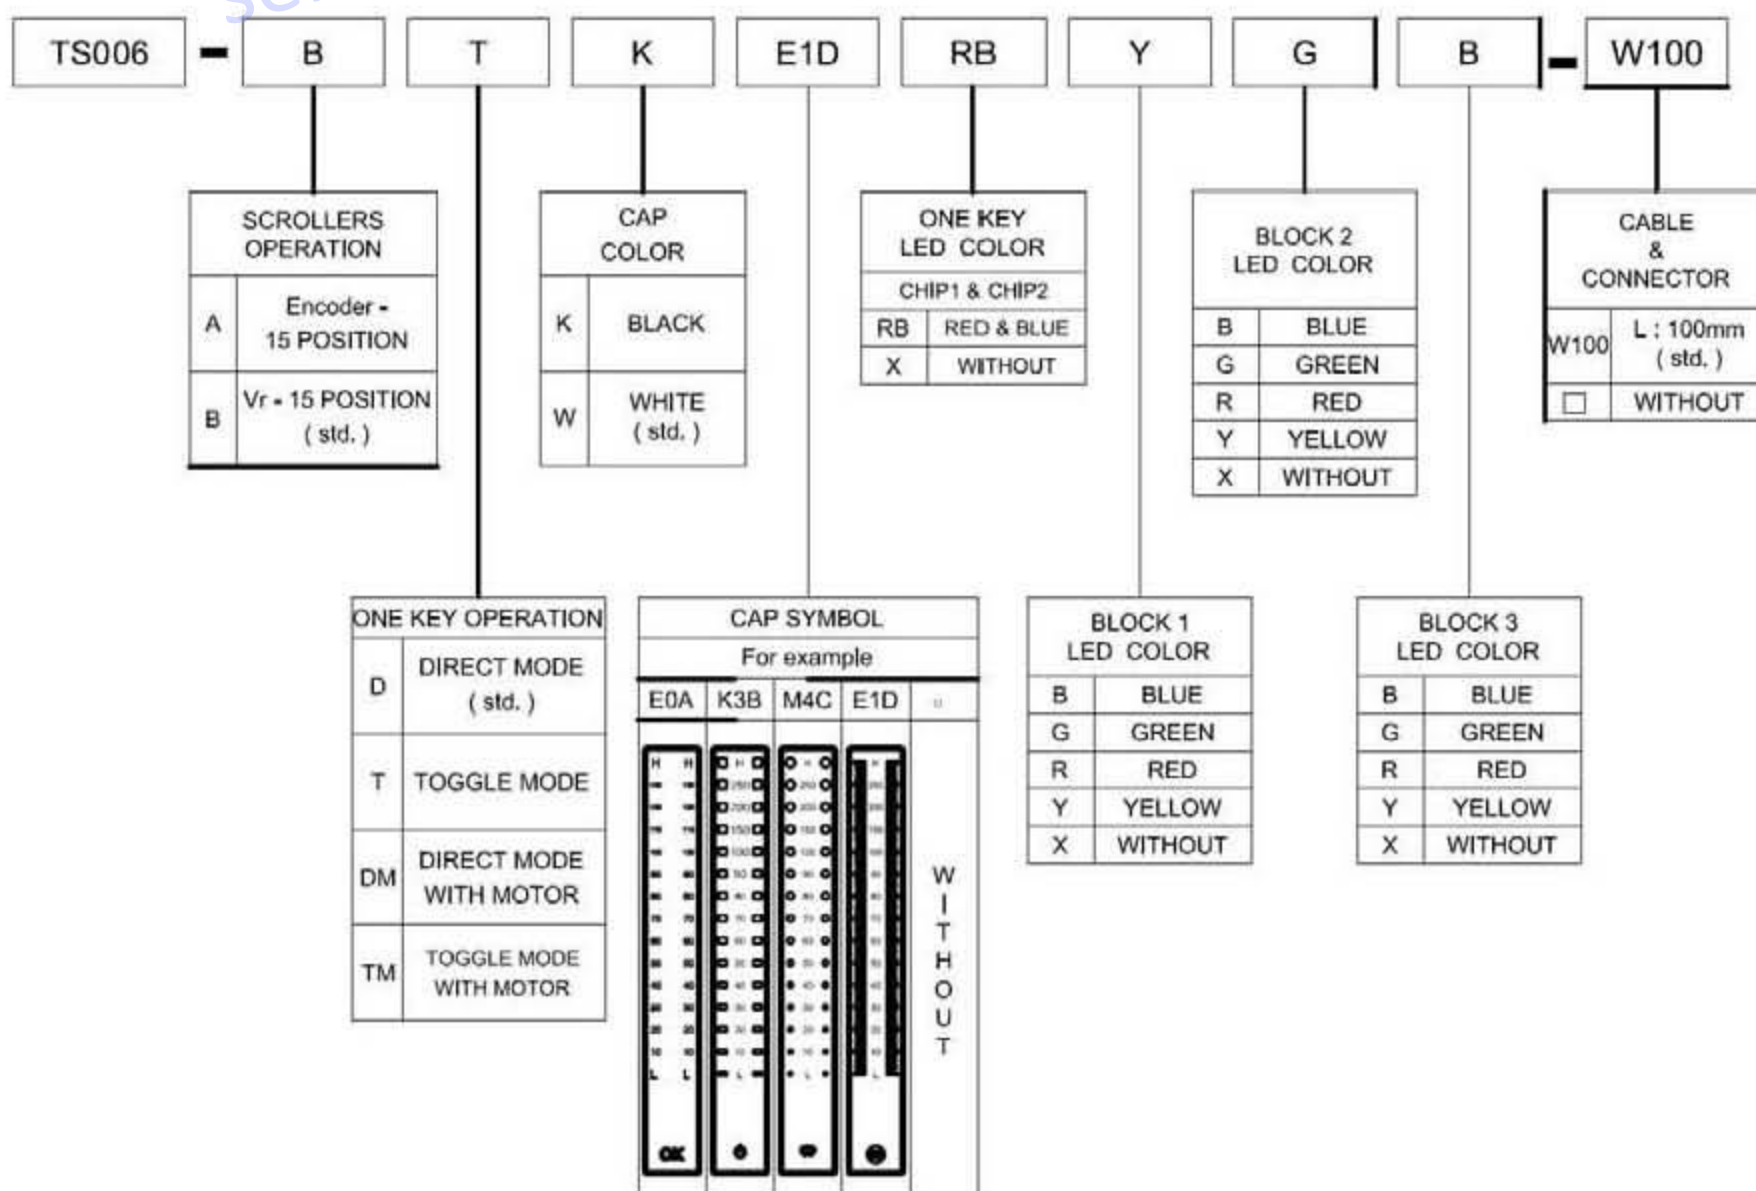 TS006 - B T K E1D RB Y G B - W100
SCROLLERS
OPERATION
A Encoder -
15 POSITION
B Vr - 15 POSITION
( std. )
CAP
COLOR
K BLACK
W WHITE
( std. )
ONE KEY
LED COLOR
CHIP1 & CHIP2
RB RED & BLUE
X WITHOUT
BLOCK 2
LED COLOR
B BLUE
G GREEN
R RED
Y YELLOW
X WITHOUT
CABLE
&
CONNECTOR
W100 L : 100mm
( std. )
□ WITHOUT
ONE KEY OPERATION
D DIRECT MODE
( std. )
T TOGGLE MODE
DM DIRECT MODE
WITH MOTOR
TM TOGGLE MODE
WITH MOTOR
CAP SYMBOL
For example
E0A K3B M4C E1D
WITHOUT
H H
70
20
10
L L
OK
BLOCK 1
LED COLOR
B BLUE
G GREEN
R RED
Y YELLOW
X WITHOUT
BLOCK 3
LED COLOR
B BLUE
G GREEN
R RED
Y YELLOW
X WITHOUT